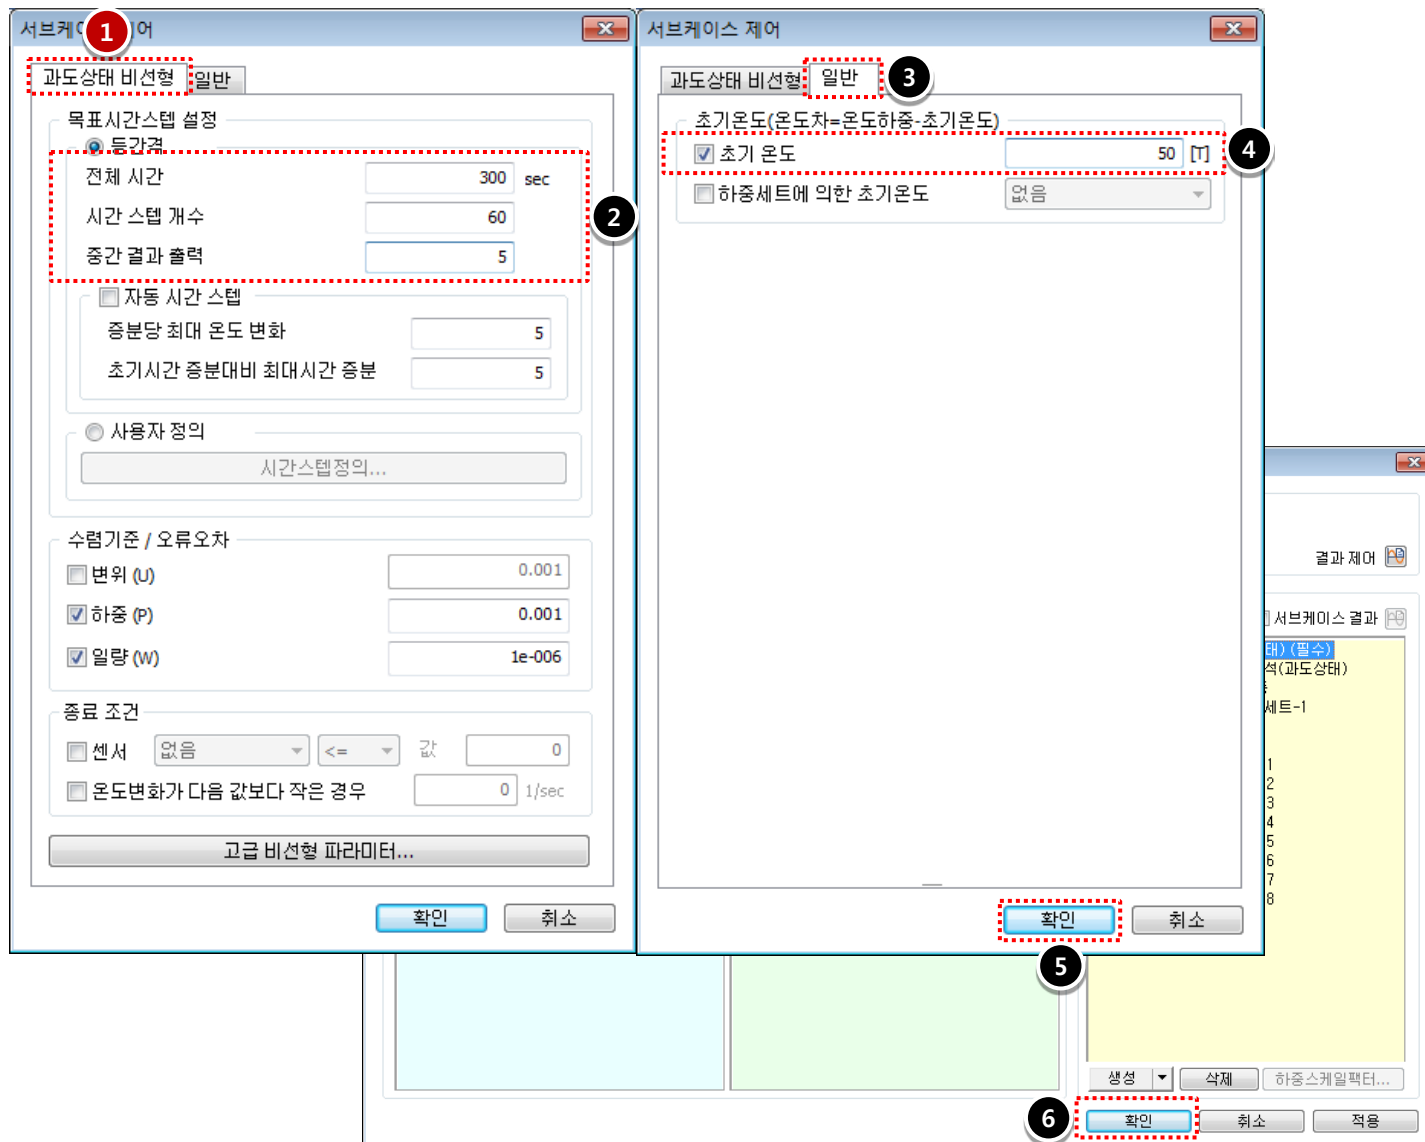 서브케
어
1
과도상태 비선형
일반
목표시간스텝 설정
등간격
전체 시간
300
sec
시간 스텝 개수
60
중간 결과 출력
5
2
자동 시간 스텝
증분당 최대 온도 변화
5
초기시간 증분대비 최대시간 증분
5
사용자 정의
시간스텝정의...
수렴기준 / 오류오차
변위 (U)
0.001
하중 (P)
0.001
일량 (W)
1e-006
종료 조건
센서
없음
<=
값
0
온도변화가 다음 값보다 작은 경우
0
1/sec
고급 비선형 파라미터...
확인
취소
서브케이스 제어
과도상태 비선형
일반
3
초기온도(온도차=온도하중-초기온도)
초기 온도
50
[T]
4
하중세트에 의한 초기온도
없음
확인
취소
5
결과 제어
서브케이스 결과
태) (필수)
석(과도상태)
세트-1
1
2
3
4
5
6
7
8
생성
삭제
하중스케일팩터...
6
확인
취소
적용